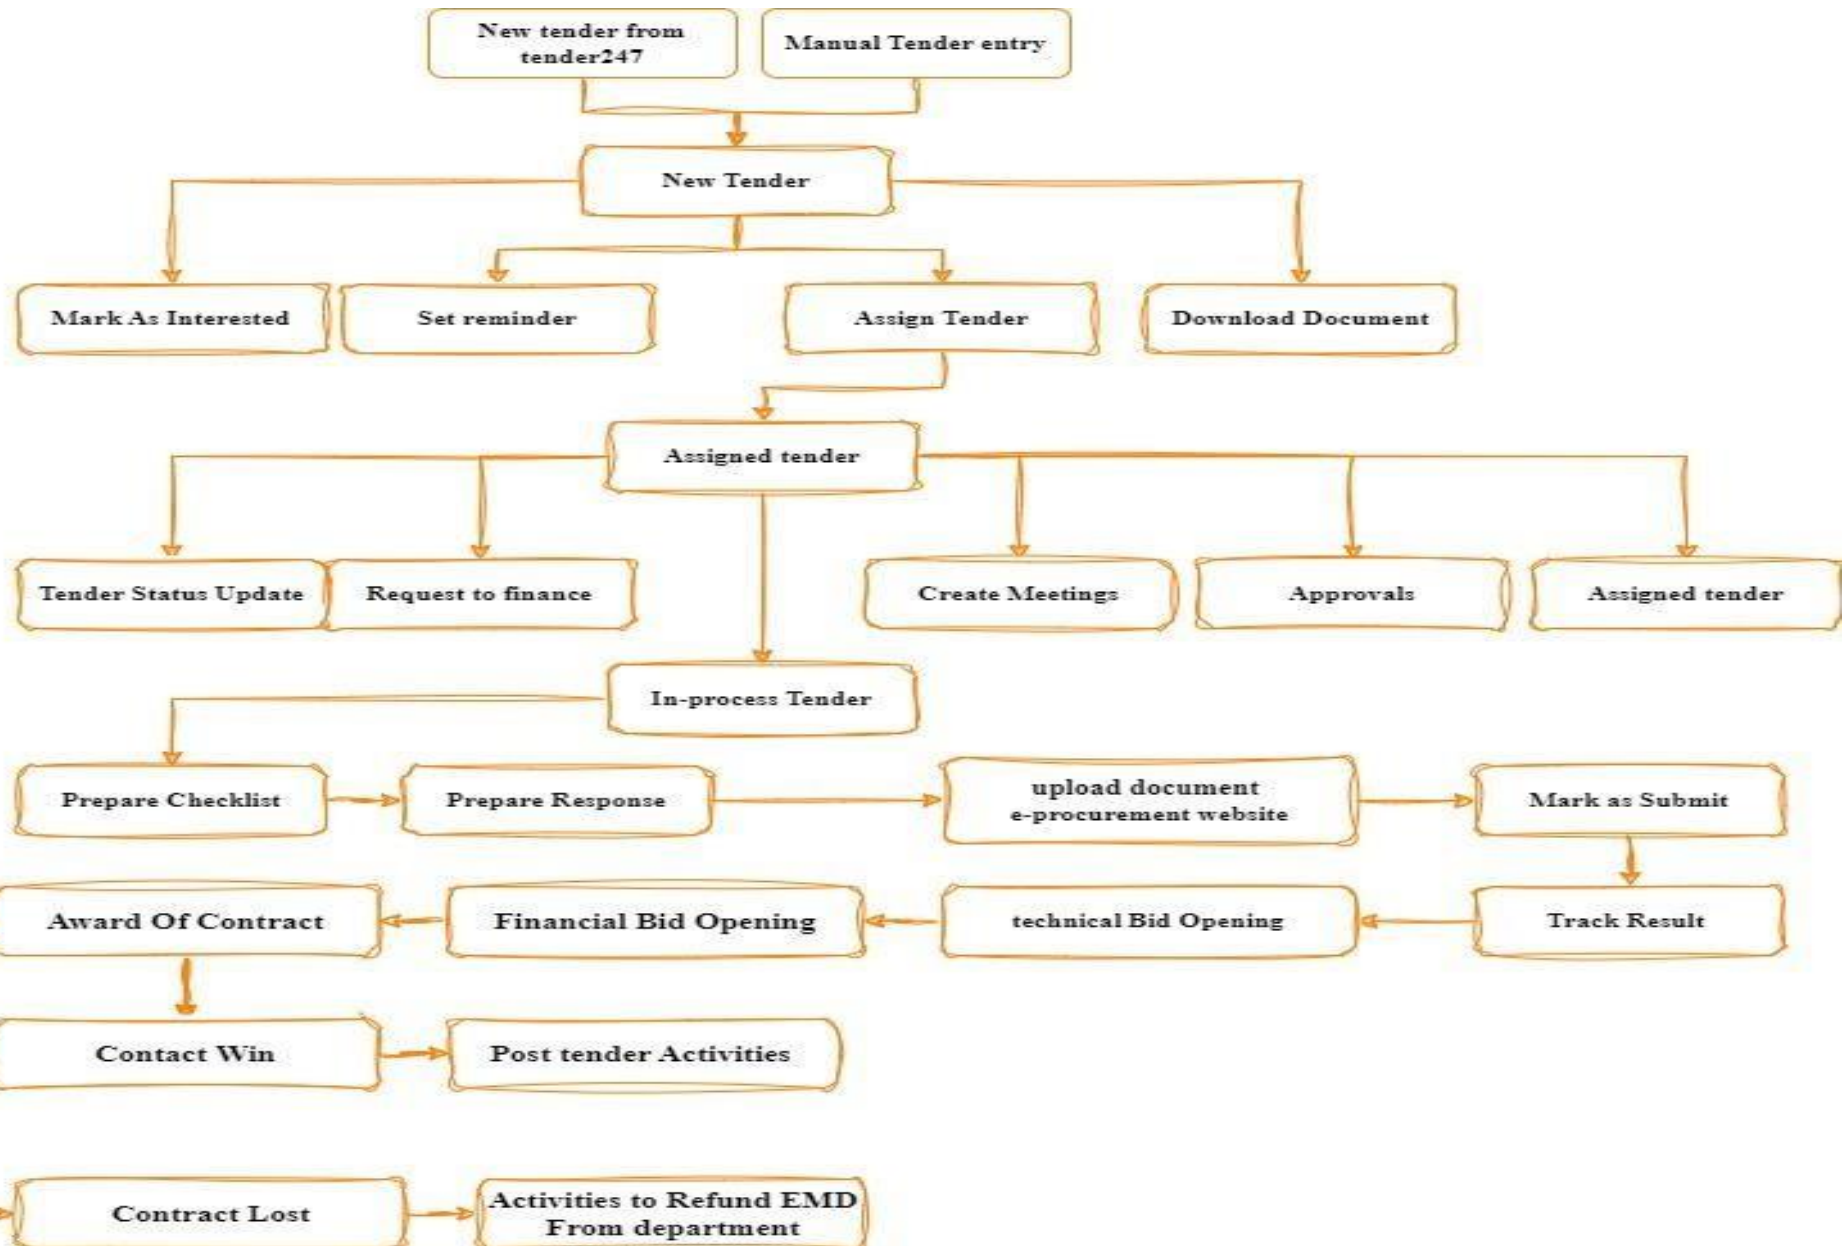 New tender from
tender247
Manual Tender entry
New Tender
Mark As Interested
Set reminder
Assign Tender
Download Document
Assigned tender
Tender Status Update
Request to finance
Create Meetings
Approvals
Assigned tender
In-process Tender
Prepare Checklist
Prepare Response
upload document
e-procurement website
Mark as Submit
Award Of Contract
Financial Bid Opening
technical Bid Opening
Track Result
Contact Win
Post tender Activities
Contract Lost
Activities to Refund EMD
From department